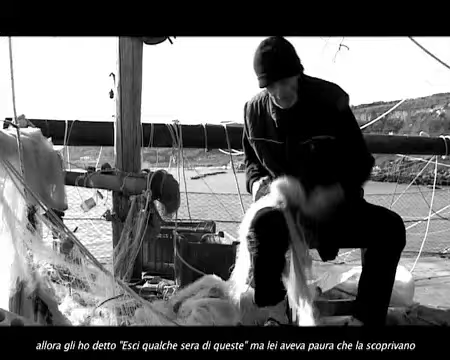 allora gli ho detto "Esci qualche sera di queste" ma lei aveva paura che la scoprivano